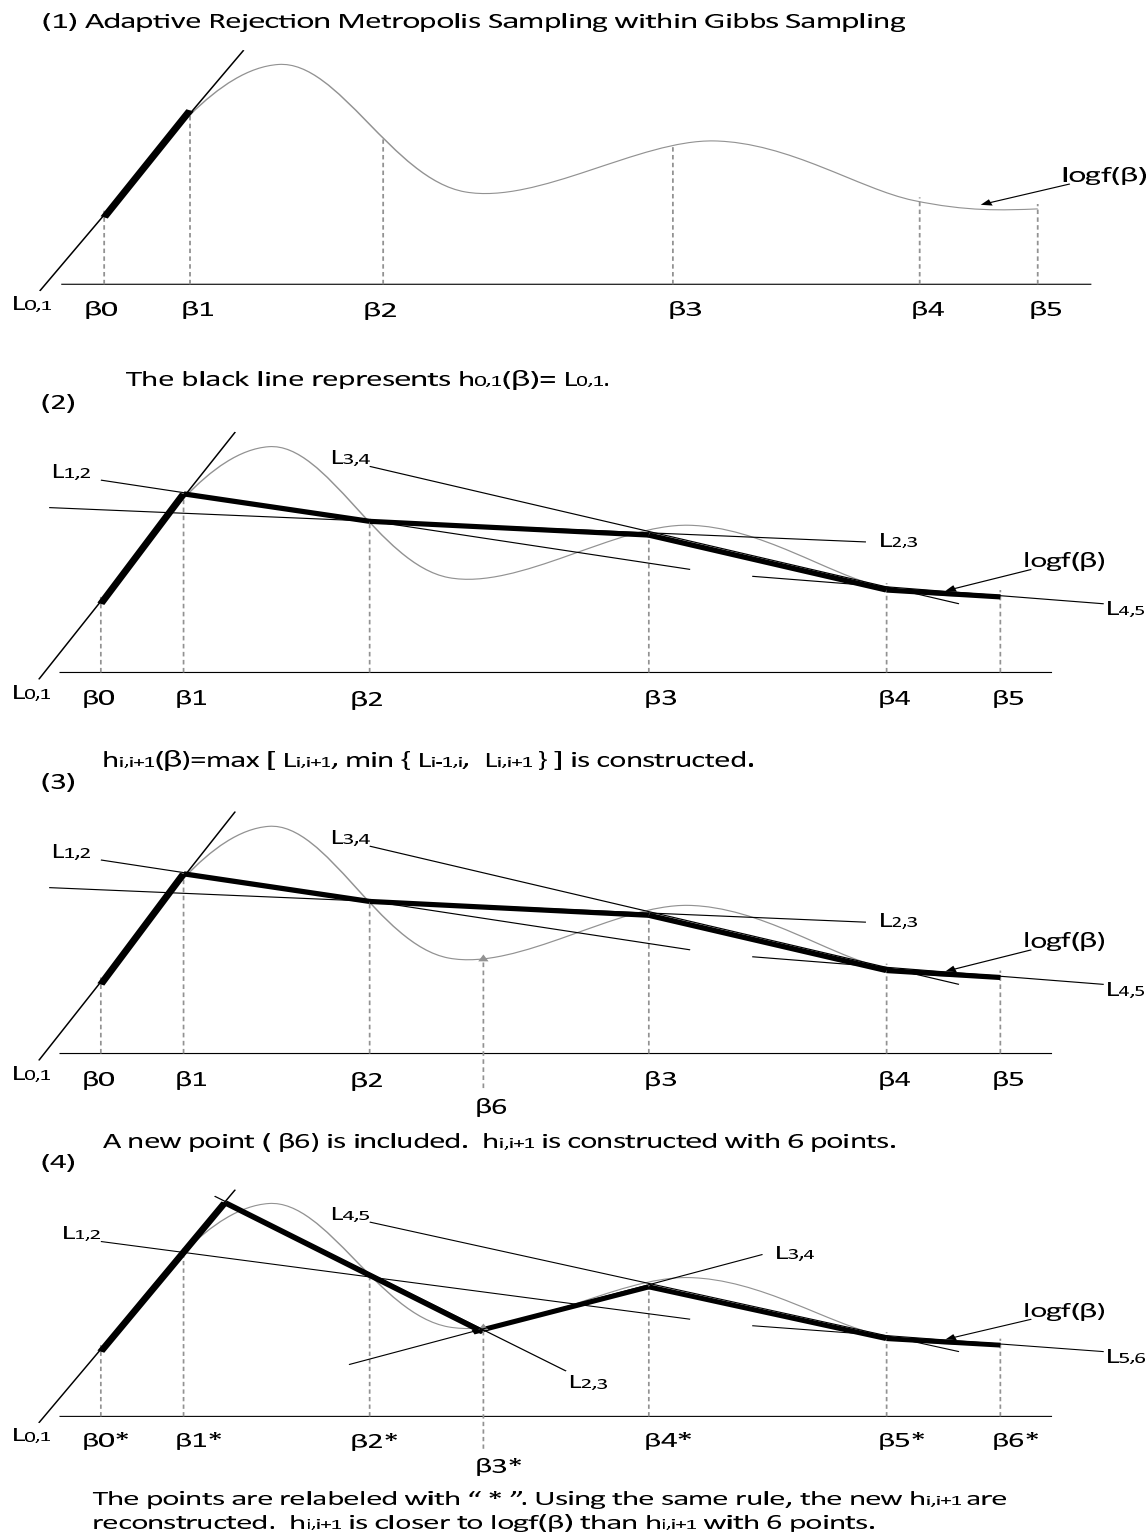 (1) Adaptive Rejection Metropolis Sampling within Gibbs Sampling
logf(β)
L0,1
β0 β1 β2 β3 β4 β5
The black line represents h0,1(β)= L0,1.
(2)
L1,2
L3,4
L2,3
logf(β)
L4,5
L0,1
β0 β1 β2 β3 β4 β5
hi,i+1(β)=max [ Li,i+1, min { Li-1,i, Li,i+1 } ] is constructed.
(3)
L1,2
L3,4
L2,3
logf(β)
L4,5
L0,1
β0 β1 β2 β3 β4 β5
β6
A new point ( β6) is included. hi,i+1 is constructed with 6 points.
(4)
L1,2
L4,5
L3,4
logf(β)
L5,6
L2,3
L0,1
β0* β1* β2* β4* β5* β6*
β3*
The points are relabeled with “ * ”. Using the same rule, the new hi,i+1 are
reconstructed. hi,i+1 is closer to logf(β) than hi,i+1 with 6 points.